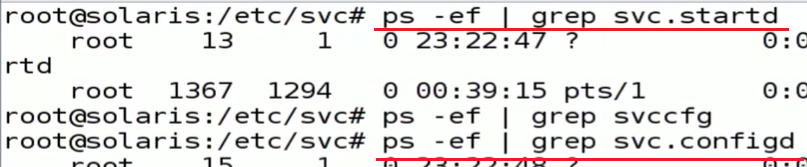 root@solaris:/etc/svc# ps -ef | grep svc.startd
root 13 1 0 23:22:47 ? 0:0
rtd
root 1367 1294 0 00:39:15 pts/1 0:0
root@solaris:/etc/svc# ps -ef | grep svccfg
root@solaris:/etc/svc# ps -ef | grep svc.configd
root 15 1 0 23:22:48 ? 0:0